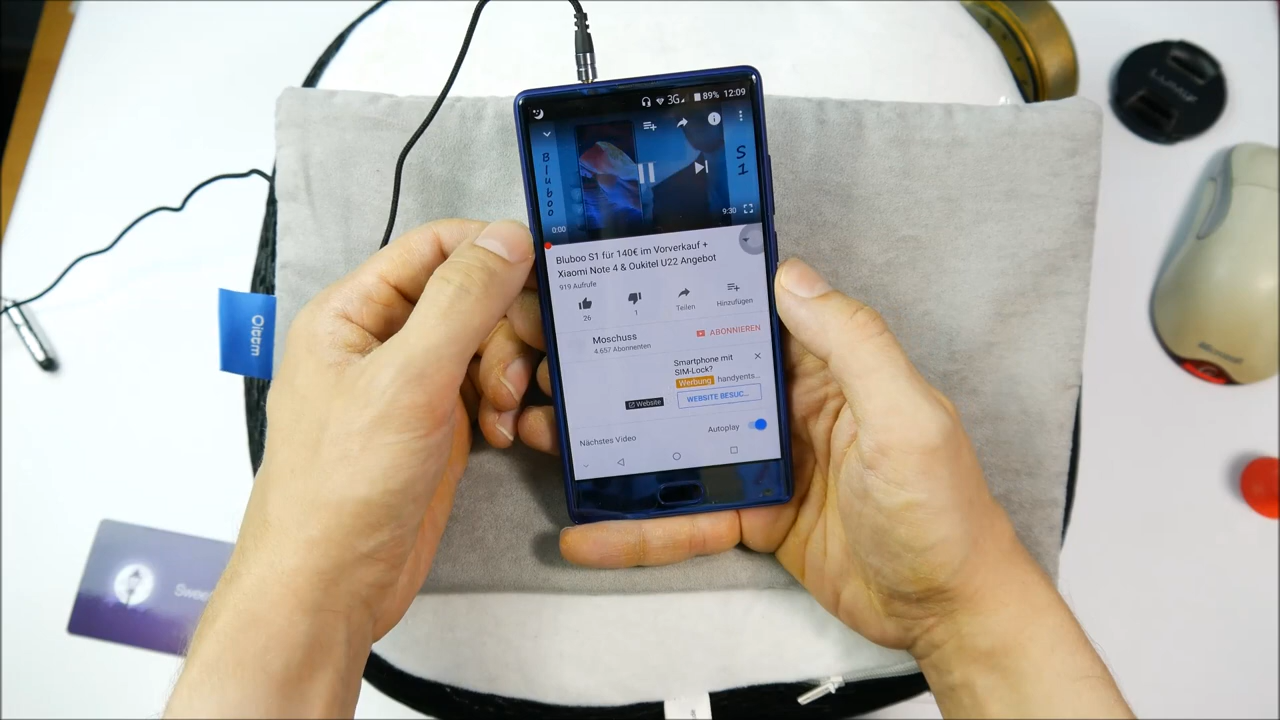 3G
89%
12:09
Bluboo
S1
0:00
9:30
Bluboo S1 für 140€ im Vorverkauf +
Xiaomi Note 4 & Oukitel U22 Angebot
919 Aufrufe
26
1
Teilen
Hinzufügen
Moschuss
4.657 Abonnenten
ABONNIEREN
Smartphone mit
SIM-Lock?
Werbung handyents...
WEBSITE BESUC...
Website
Nächstes Video
Autoplay
Microsoft